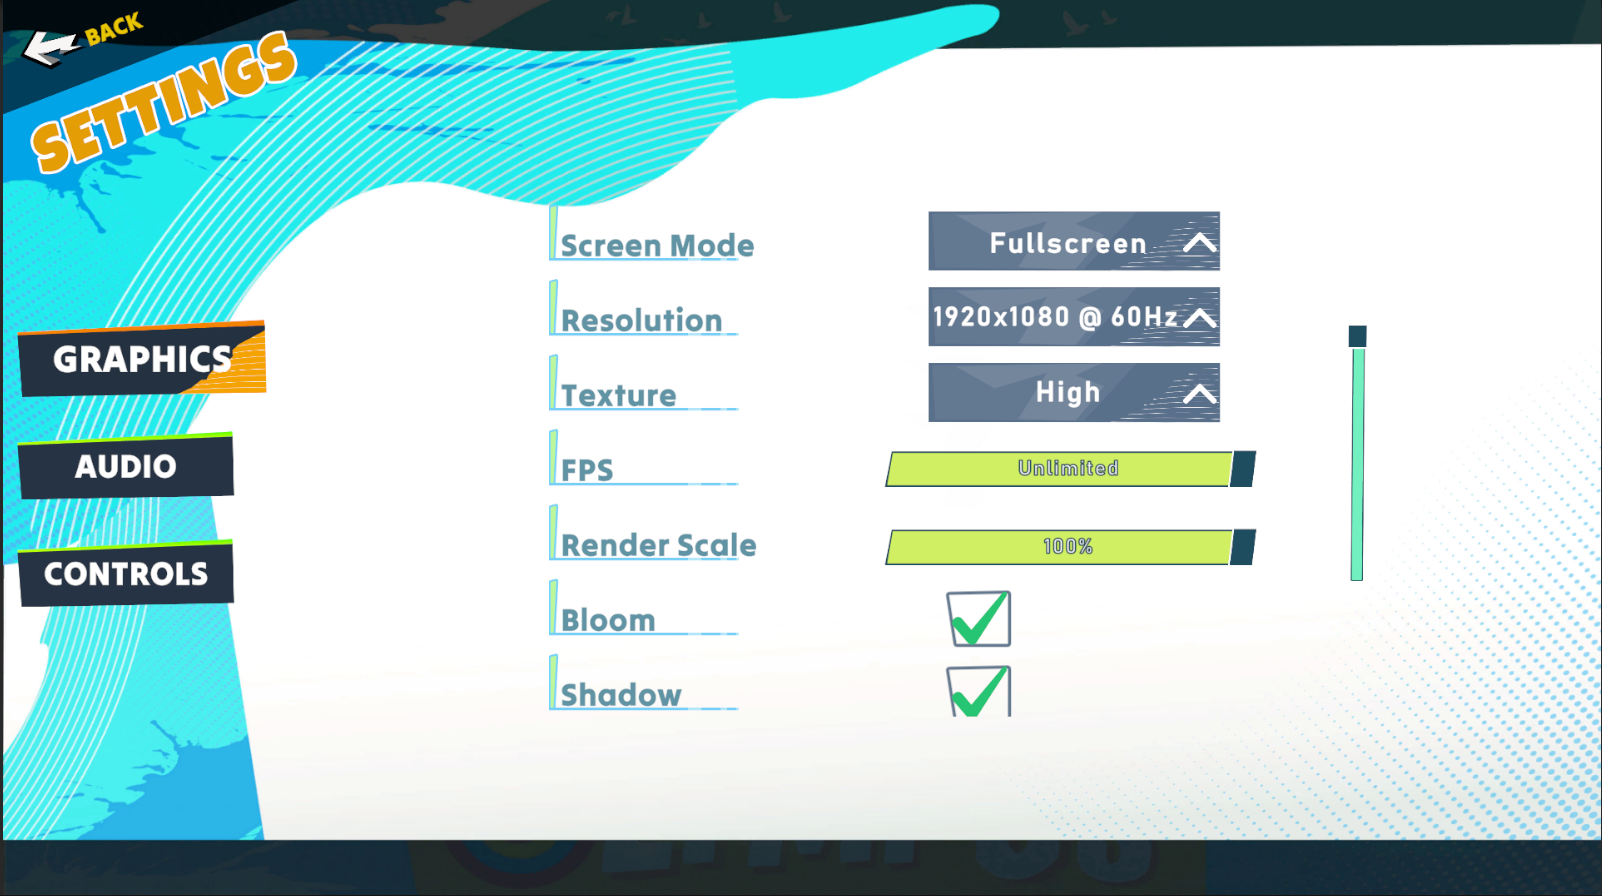 BACK
SETTINGS
GRAPHICS
AUDIO
CONTROLS
Screen Mode
Fullscreen
Resolution
1920x1080 @ 60Hz
Texture
High
FPS
Unlimited
Render Scale
100%
Bloom
Shadow